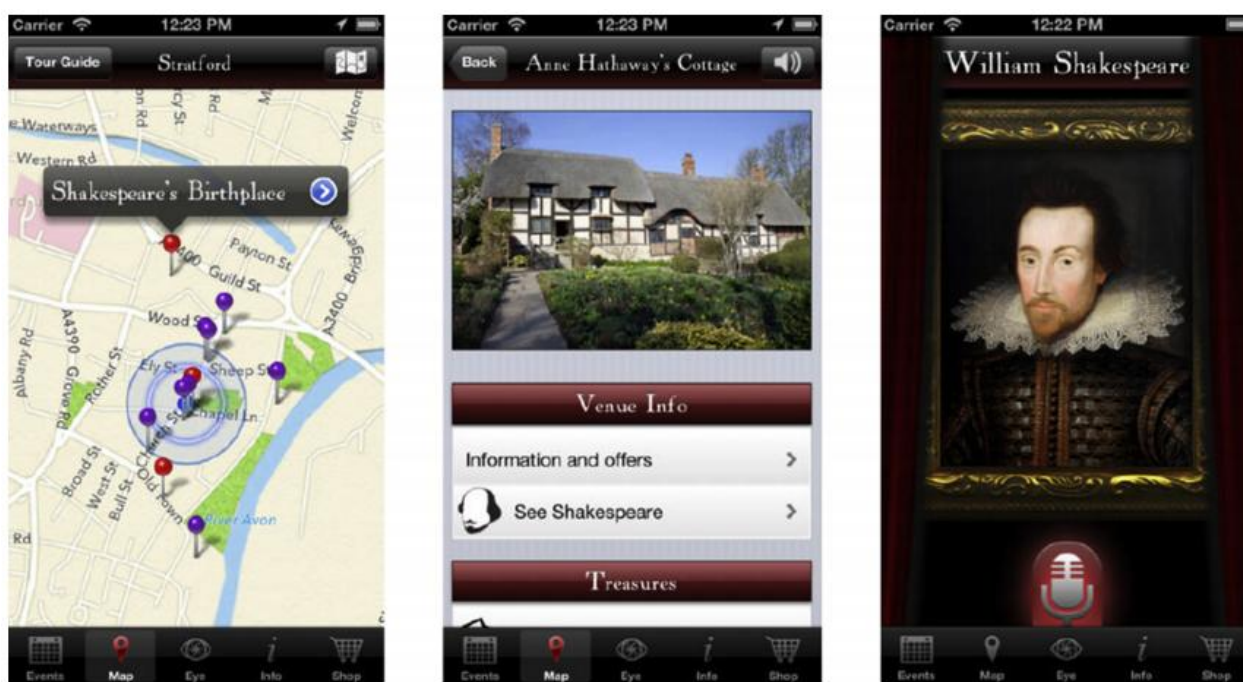 Carrier 12:23 PM
Tour Guide Stratford
Welcom
Waterways
Western Rd
Shakespeare's Birthplace
Payton St
Guild St
A3400 Bridgeway
Wood S
A4390 Grove Rd
Rother St
Albany Rd
Ely St Sheep St
Chapel Ln
Church St
Old Town
Broad St
West St
Bull St
River Avon
Rd
Events Map Eye Info Shop
Carrier 12:23 PM
Back Anne Hathaway's Cottage
Venue Info
Information and offers
See Shakespeare
Treasures
Events Map Eye Info Shop
Carrier 12:22 PM
William Shakespeare
Events Map Eye Info Shop